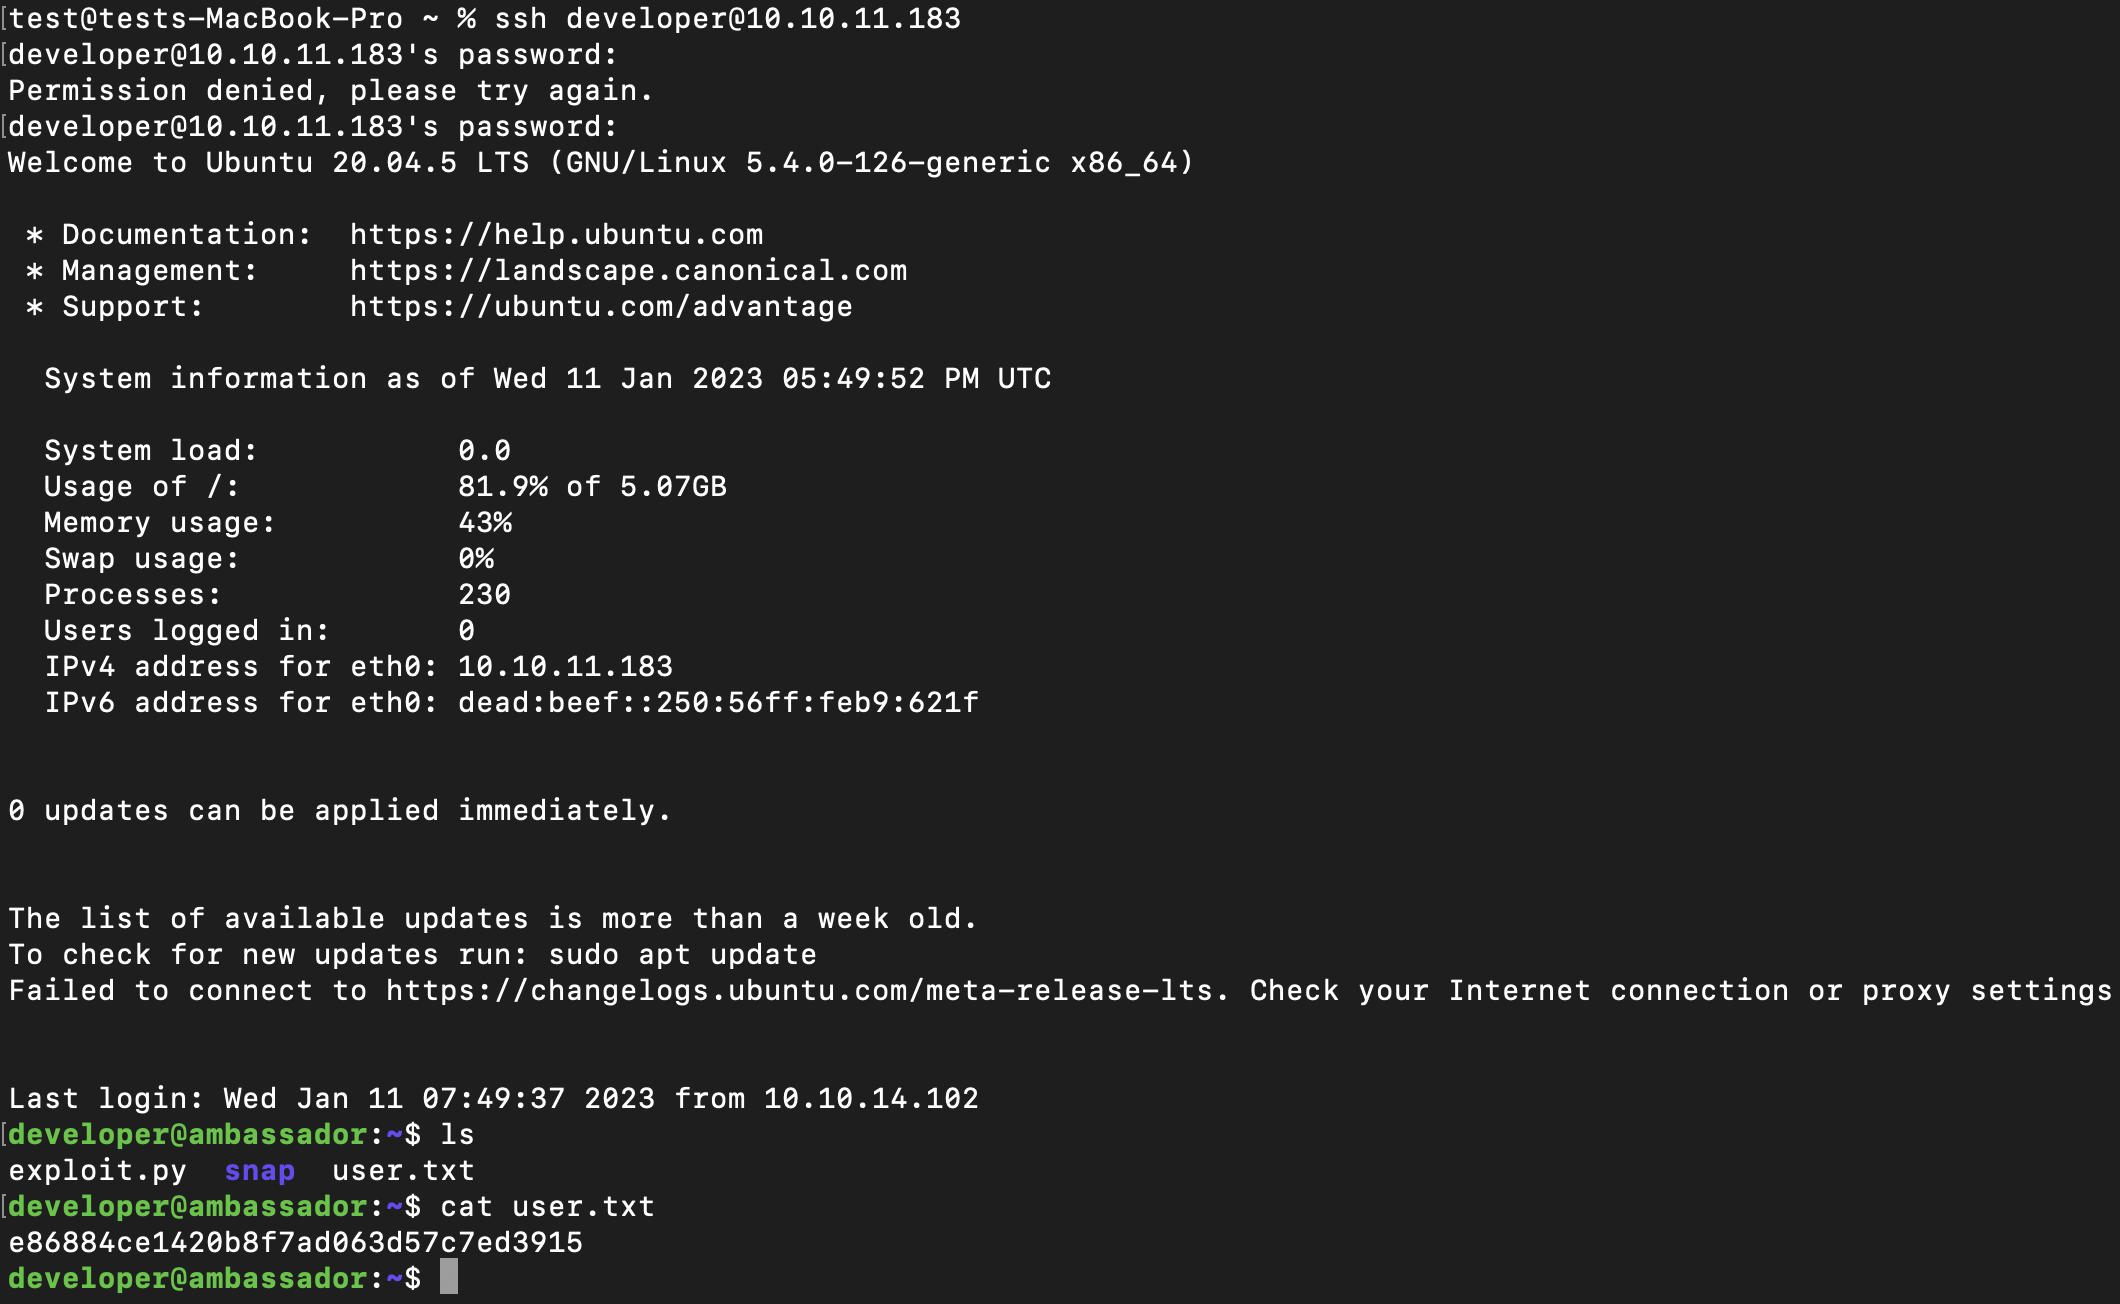 [test@tests-MacBook-Pro ~ % ssh developer@10.10.11.183
[developer@10.10.11.183's password:
Permission denied, please try again.
[developer@10.10.11.183's password:
Welcome to Ubuntu 20.04.5 LTS (GNU/Linux 5.4.0-126-generic x86_64)
* Documentation:  https://help.ubuntu.com
* Management:     https://landscape.canonical.com
* Support:        https://ubuntu.com/advantage
System information as of Wed 11 Jan 2023 05:49:52 PM UTC
System load:           0.0
Usage of /:            81.9% of 5.07GB
Memory usage:          43%
Swap usage:            0%
Processes:             230
Users logged in:       0
IPv4 address for eth0: 10.10.11.183
IPv6 address for eth0: dead:beef::250:56ff:feb9:621f
0 updates can be applied immediately.
The list of available updates is more than a week old.
To check for new updates run: sudo apt update
Failed to connect to https://changelogs.ubuntu.com/meta-release-lts. Check your Internet connection or proxy settings
Last login: Wed Jan 11 07:49:37 2023 from 10.10.14.102
[developer@ambassador:~$ ls
exploit.py  snap  user.txt
[developer@ambassador:~$ cat user.txt
e86884ce1420b8f7ad063d57c7ed3915
developer@ambassador:~$